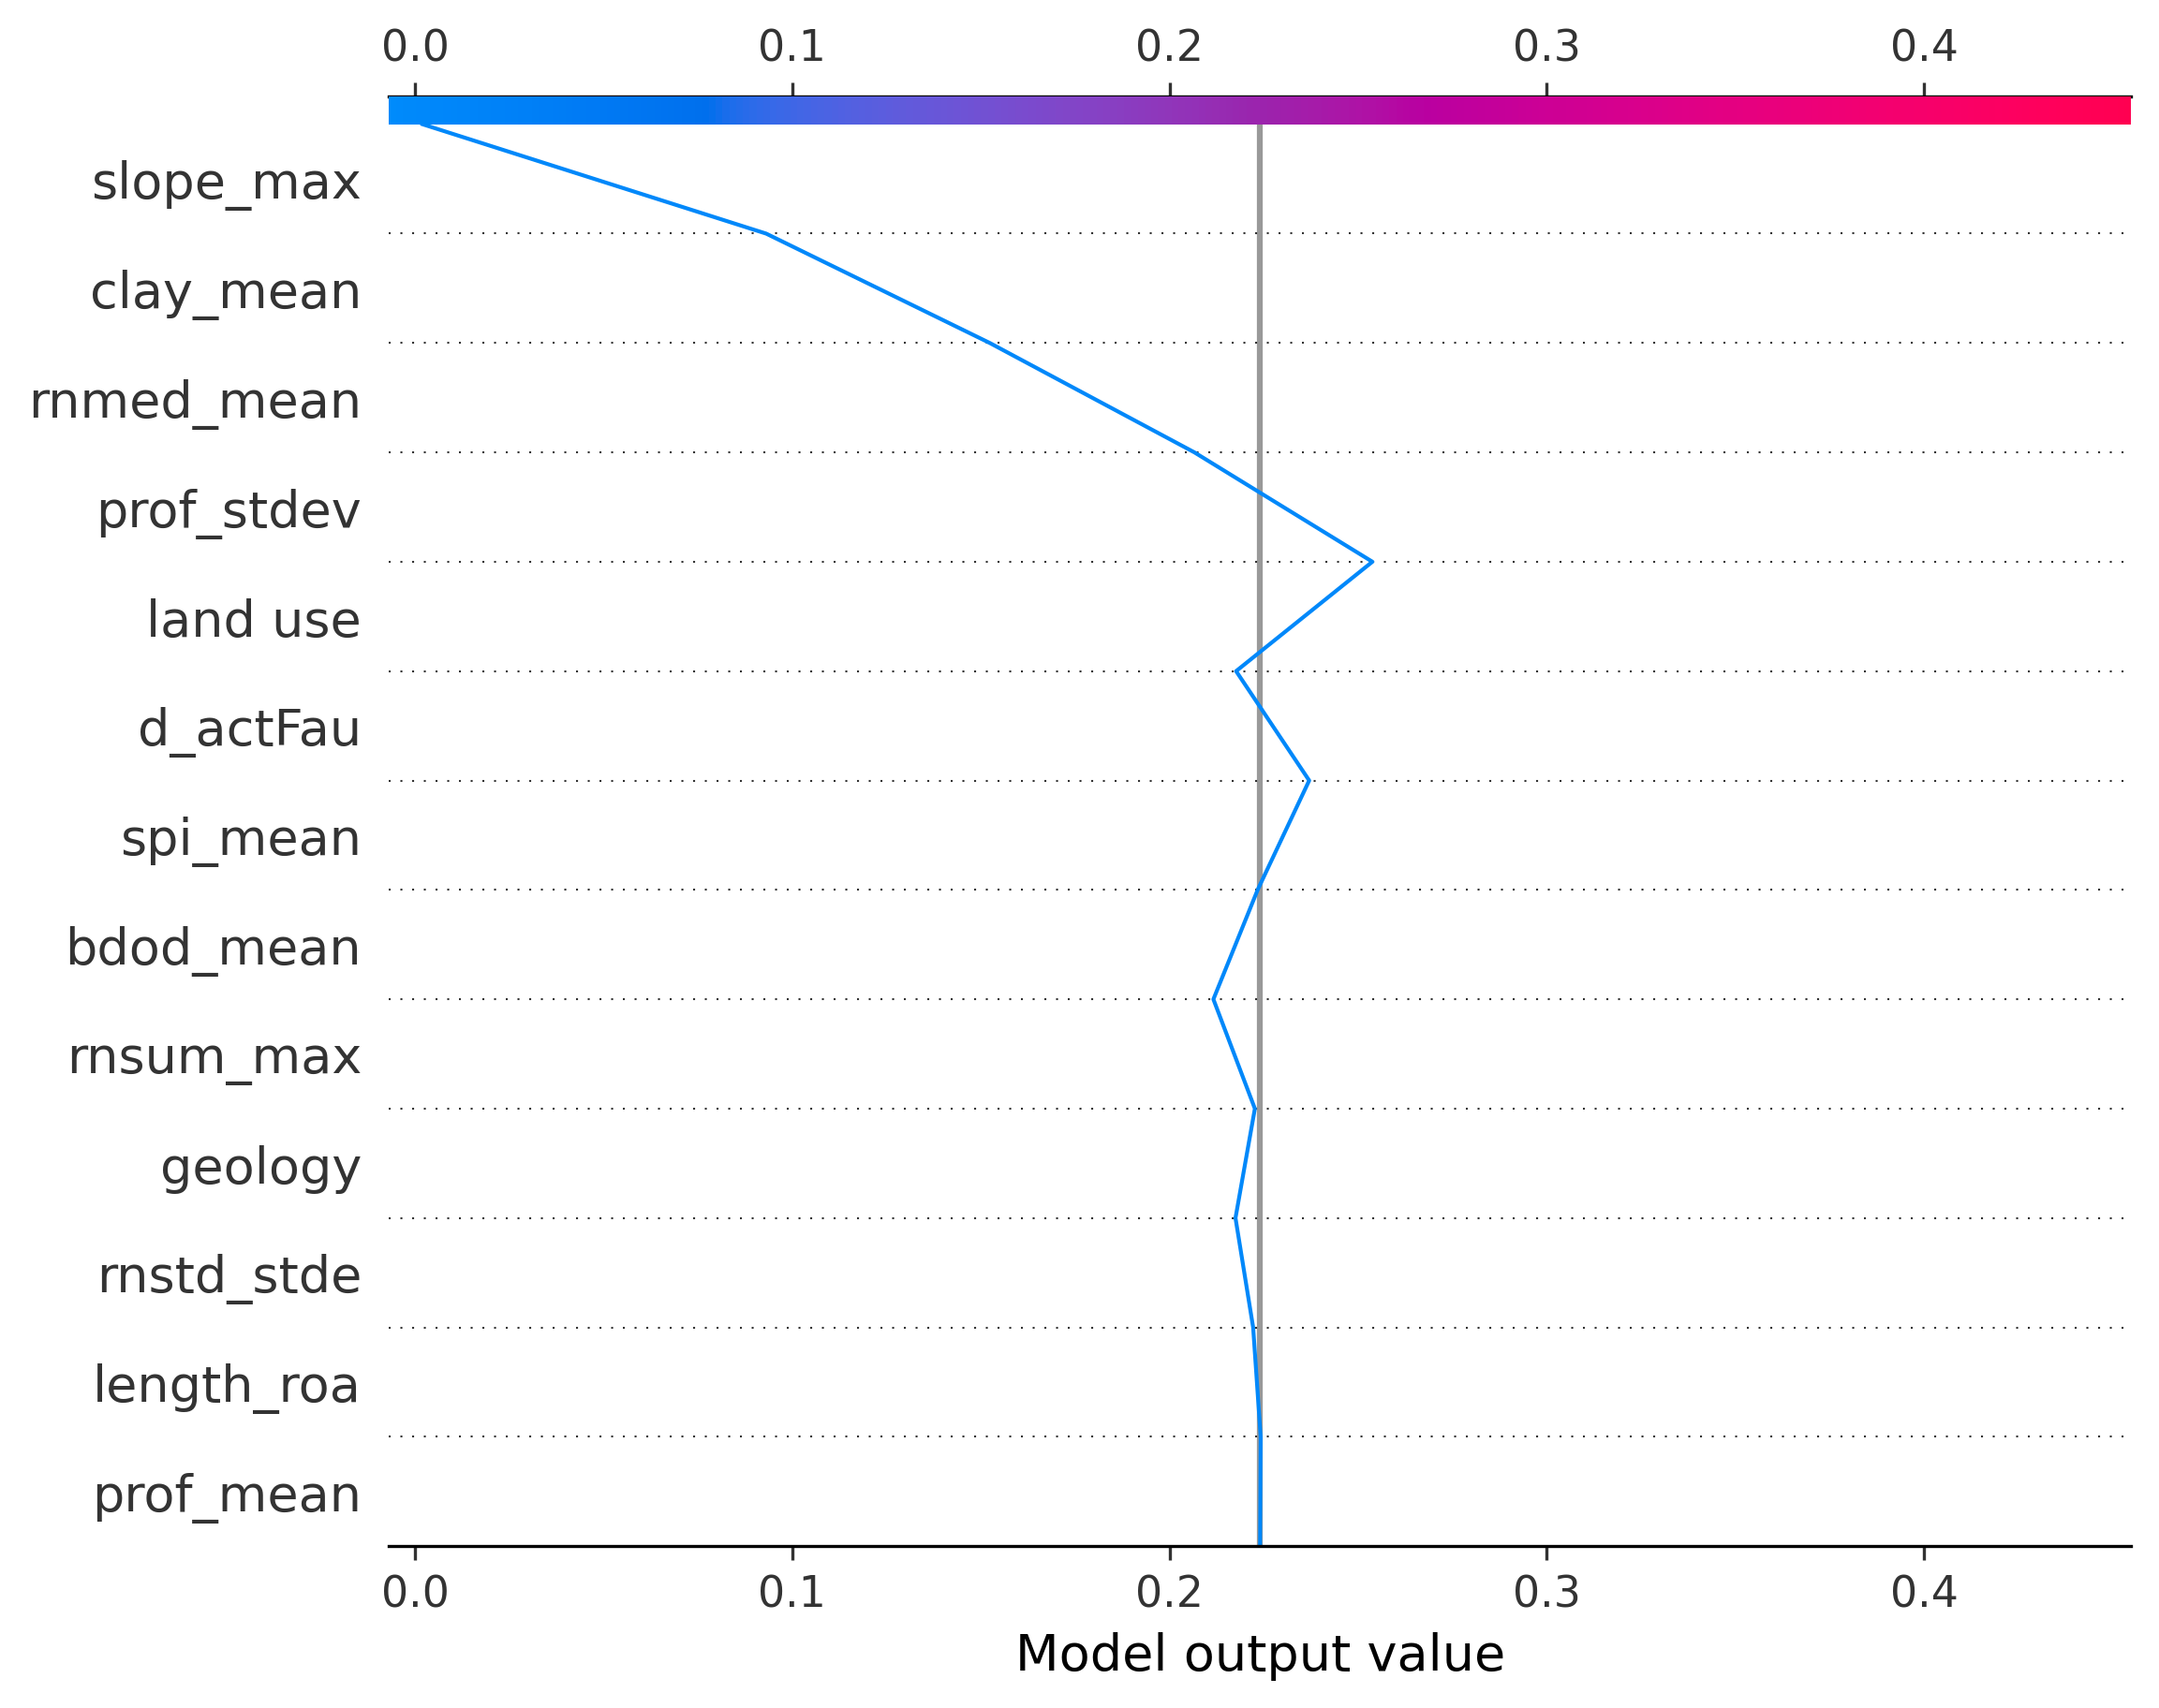 0.0 0.1 0.2 0.3 0.4
slope_max
clay_mean
rnmed_mean
prof_stdev
land use
d_actFau
spi_mean
bdod_mean
rnsum_max
geology
rnstd_stde
length_roa
prof_mean
0.0 0.1 0.2 0.3 0.4
Model output value